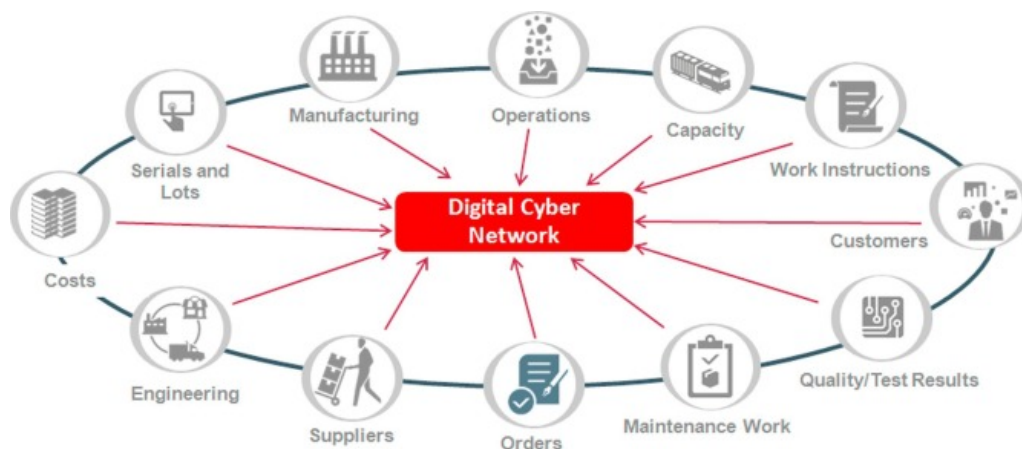 Manufacturing
Operations
Capacity
Serials and
Lots
Work Instructions
Digital Cyber
Network
Costs
Customers
Engineering
Suppliers
Orders
Maintenance Work
Quality/Test Results